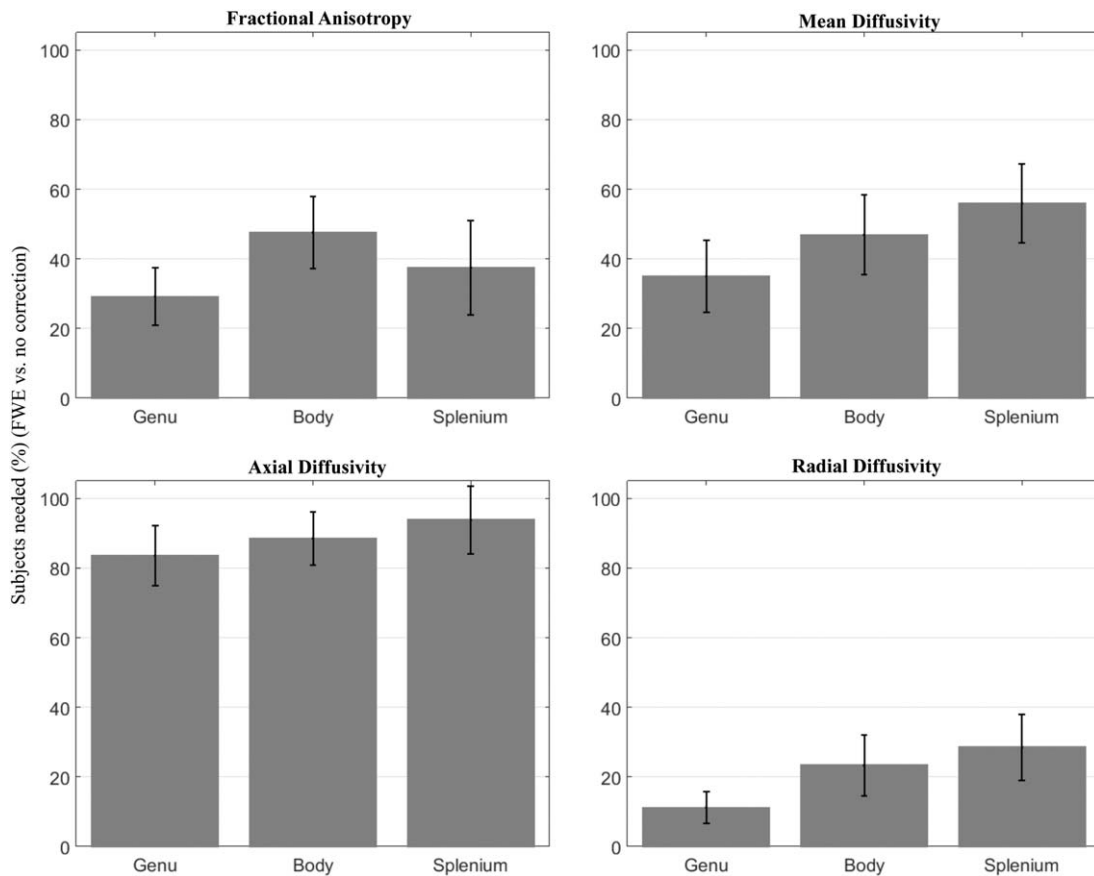 Fractional Anisotropy
100
80
60
40
20
0
Genu Body Splenium
Mean Diffusivity
100
80
60
40
20
0
Genu Body Splenium
Subjects needed (%) (FWE vs. no correction)
Axial Diffusivity
100
80
60
40
20
0
Genu Body Splenium
Radial Diffusivity
100
80
60
40
20
0
Genu Body Splenium